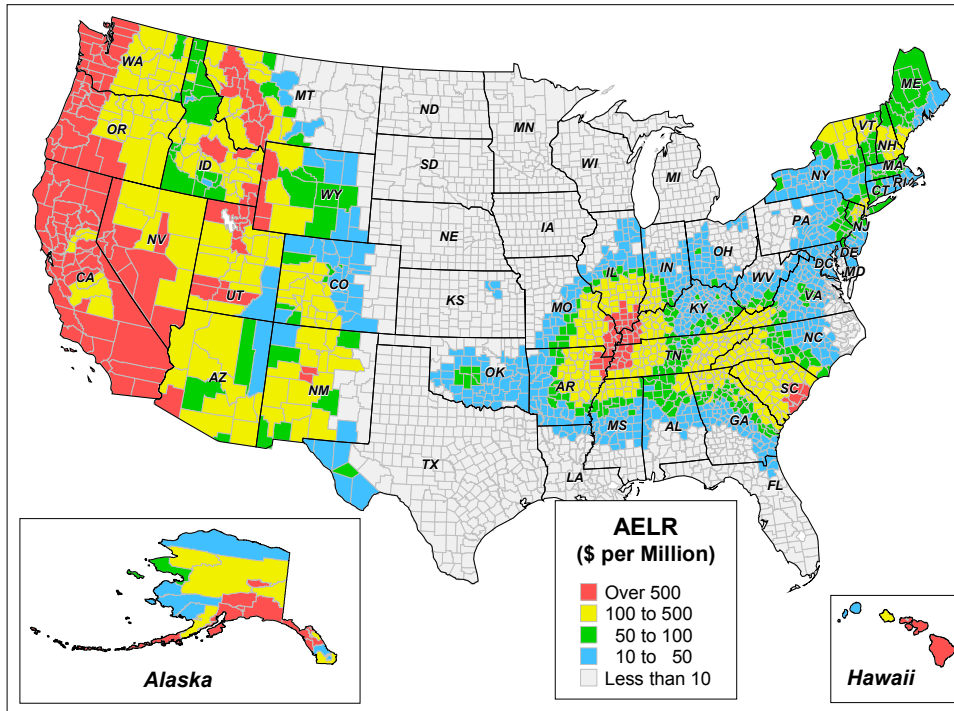 WA
MT
ND
MN
ME
OR
ID
SD
WI
MI
VT
NH
NY
MA
CT
RI
WY
NE
IA
PA
NJ
NV
CA
UT
CO
KS
MO
IL
IN
OH
WV
DC
DE
MD
VA
KY
AZ
NM
OK
AR
TN
NC
SC
TX
LA
MS
AL
GA
FL
AELR
($ per Million)
Over 500
100 to 500
50 to 100
10 to 50
Less than 10
Alaska
Hawaii